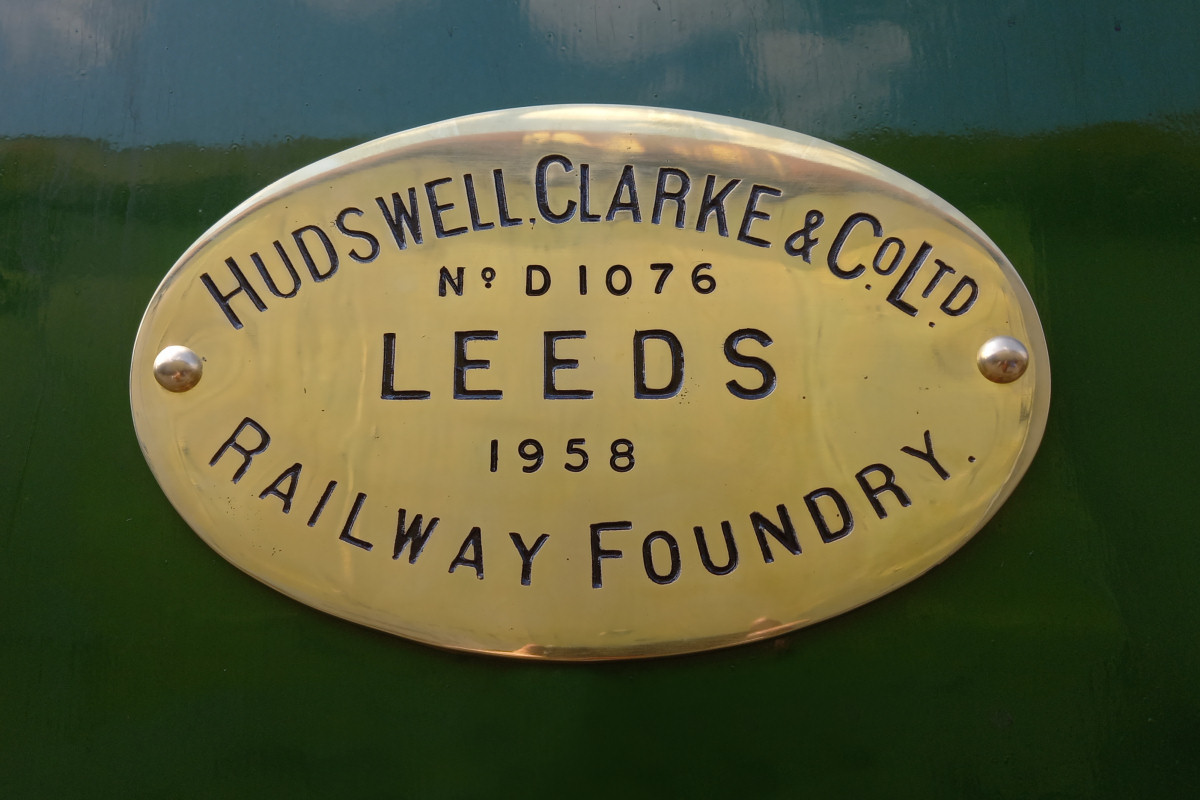 HUDSWELL, CLARKE & Co. LTD.
Nº D1076
LEEDS
1958
RAILWAY FOUNDRY.